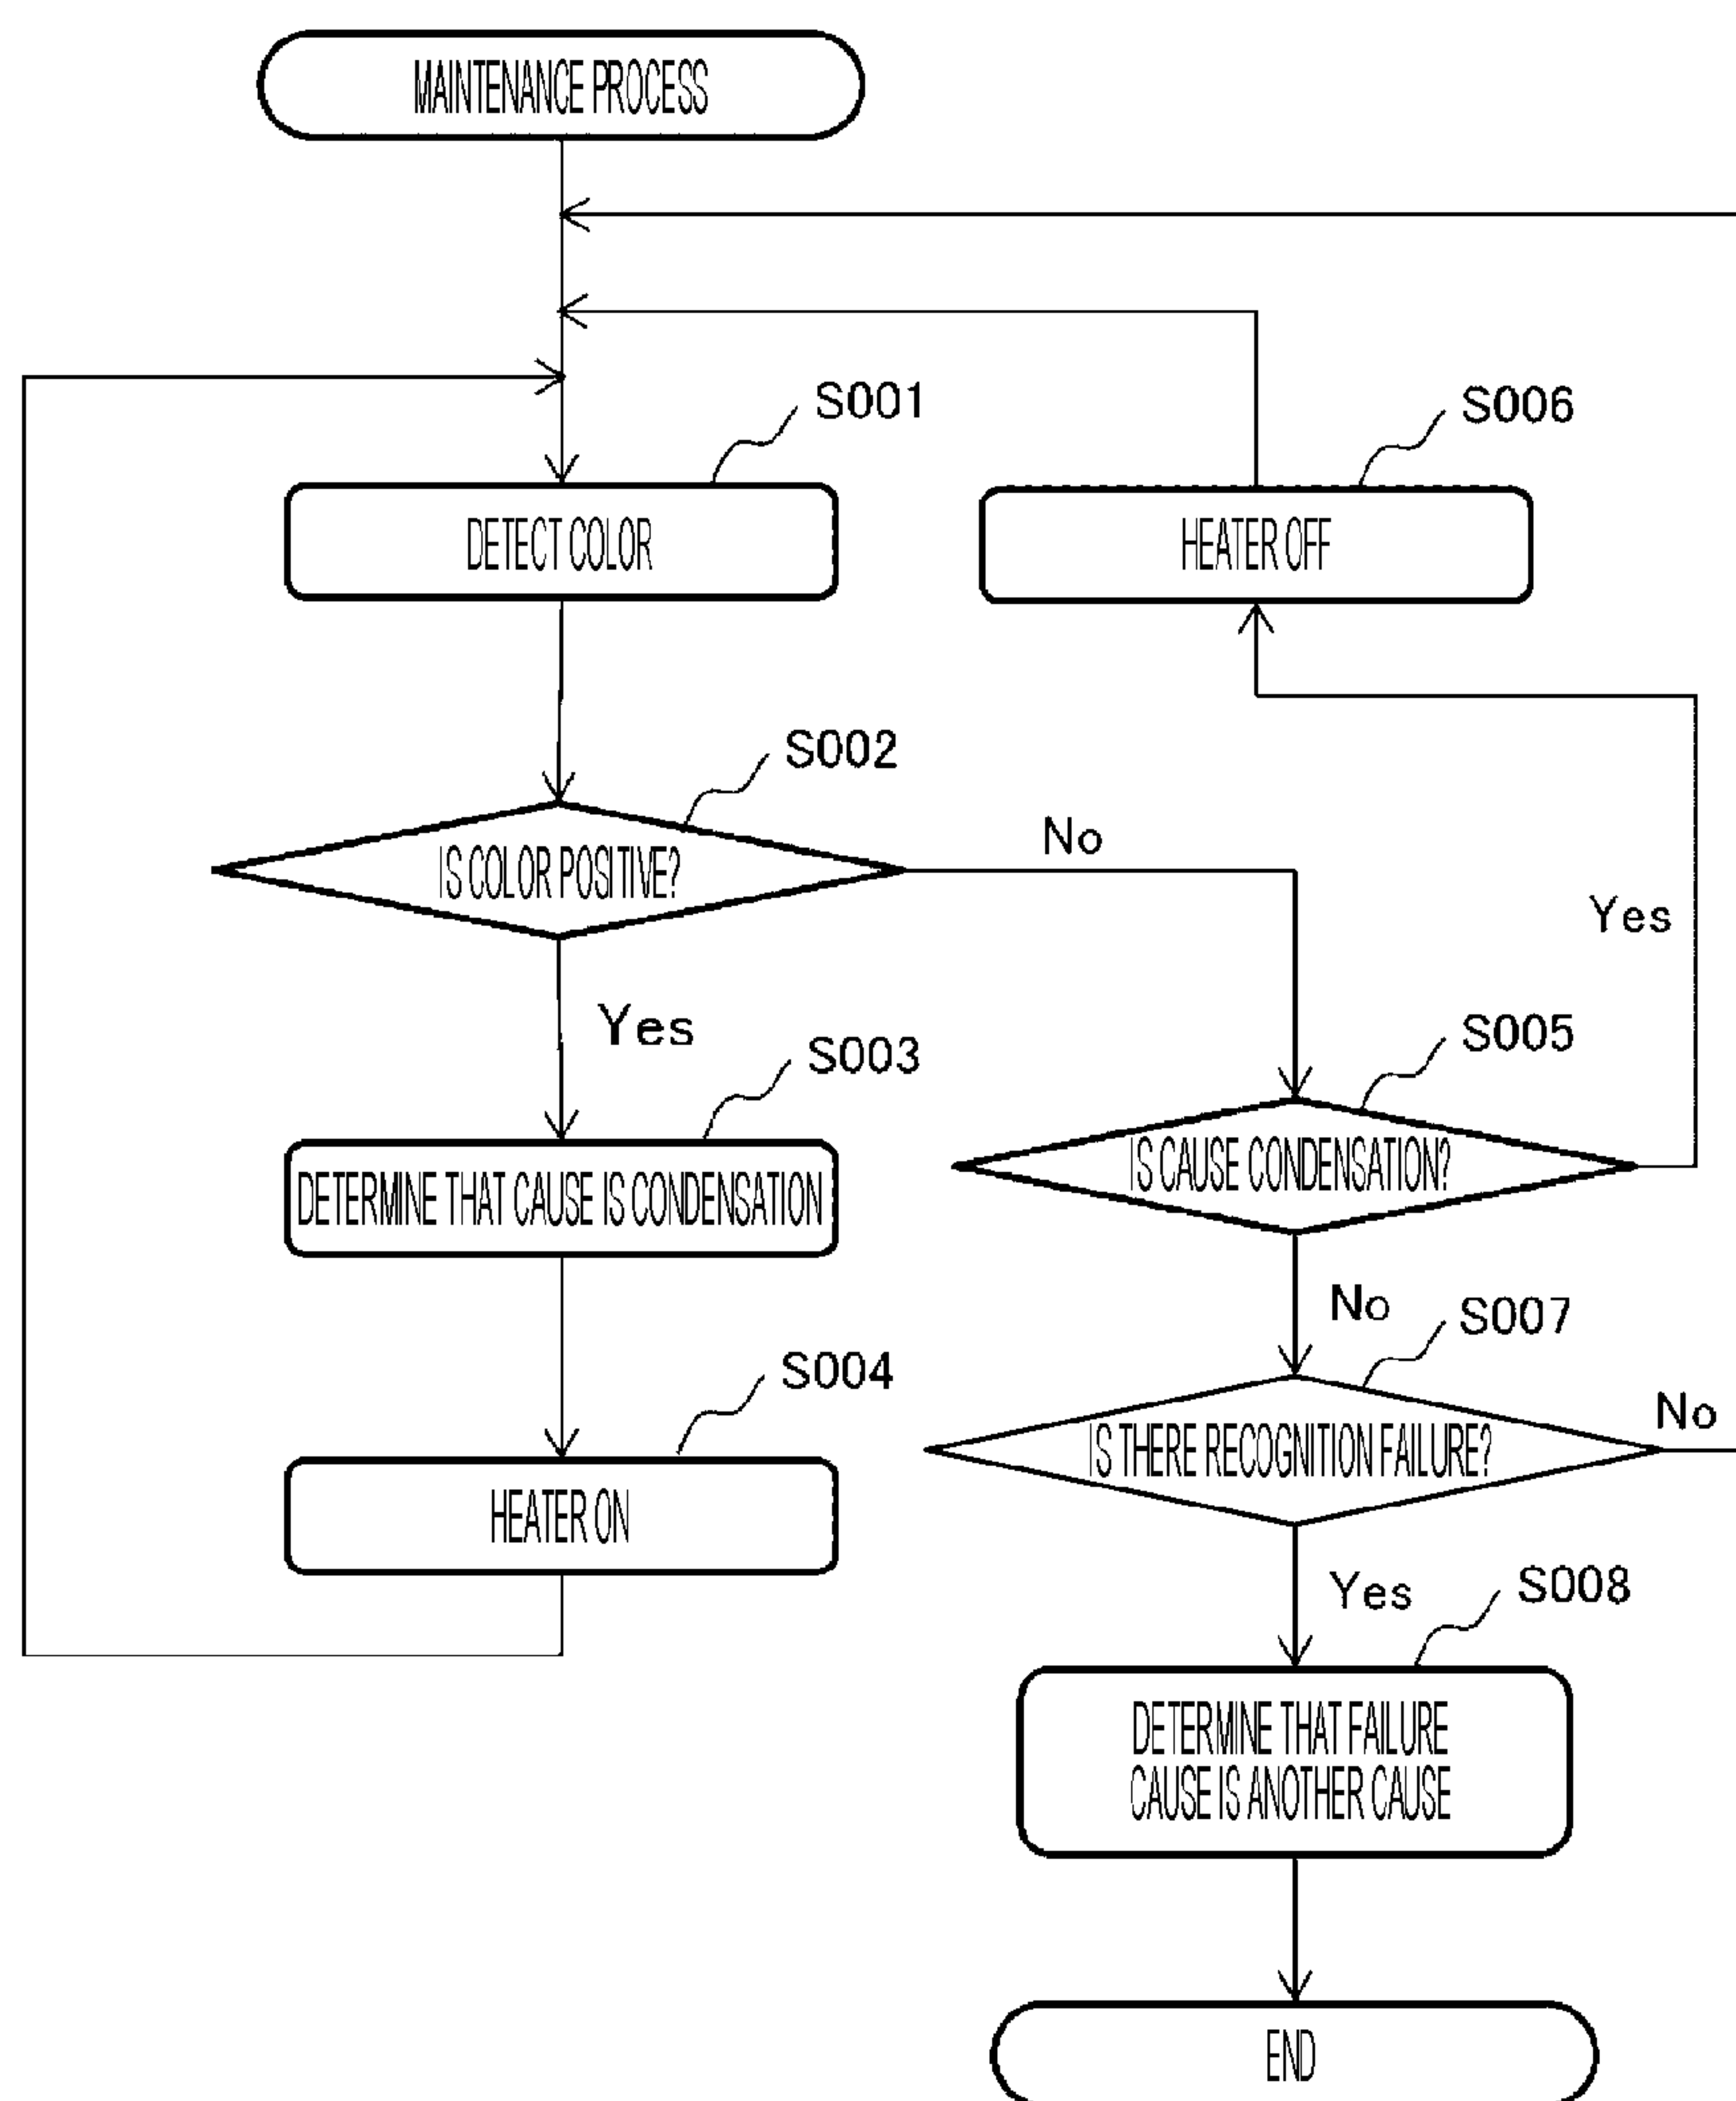 MAINTENANCE PROCESS
S001
DETECT COLOR
S006
HEATER OFF
S002
IS COLOR POSITIVE?
No
Yes
Yes
S003
DETERMINE THAT CAUSE IS CONDENSATION
S005
IS CAUSE CONDENSATION?
No
S004
HEATER ON
S007
IS THERE RECOGNITION FAILURE?
No
Yes
S008
DETERMINE THAT FAILURE
CAUSE IS ANOTHER CAUSE
END